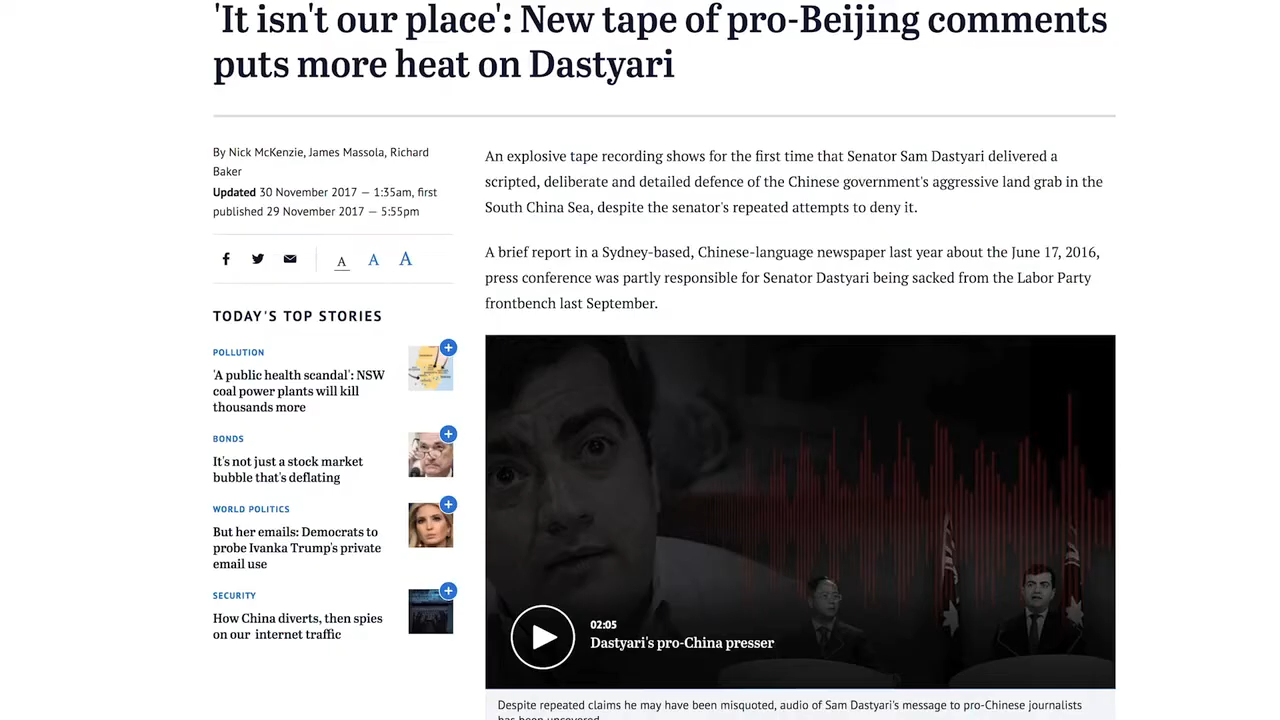 'It isn't our place': New tape of pro-Beijing comments
puts more heat on Dastyari
By Nick McKenzie, James Massola, Richard
Baker
Updated 30 November 2017 — 1:35am, first
published 29 November 2017 — 5:55pm
A A A
TODAY'S TOP STORIES
POLLUTION
'A public health scandal': NSW
coal power plants will kill
thousands more
BONDS
It's not just a stock market
bubble that's deflating
WORLD POLITICS
But her emails: Democrats to
probe Ivanka Trump's private
email use
SECURITY
How China diverts, then spies
on our internet traffic
An explosive tape recording shows for the first time that Senator Sam Dastyari delivered a
scripted, deliberate and detailed defence of the Chinese government's aggressive land grab in the
South China Sea, despite the senator's repeated attempts to deny it.
A brief report in a Sydney-based, Chinese-language newspaper last year about the June 17, 2016,
press conference was partly responsible for Senator Dastyari being sacked from the Labor Party
frontbench last September.
02:05
Dastyari's pro-China presser
Despite repeated claims he may have been misquoted, audio of Sam Dastyari's message to pro-Chinese journalists
has been uncovered